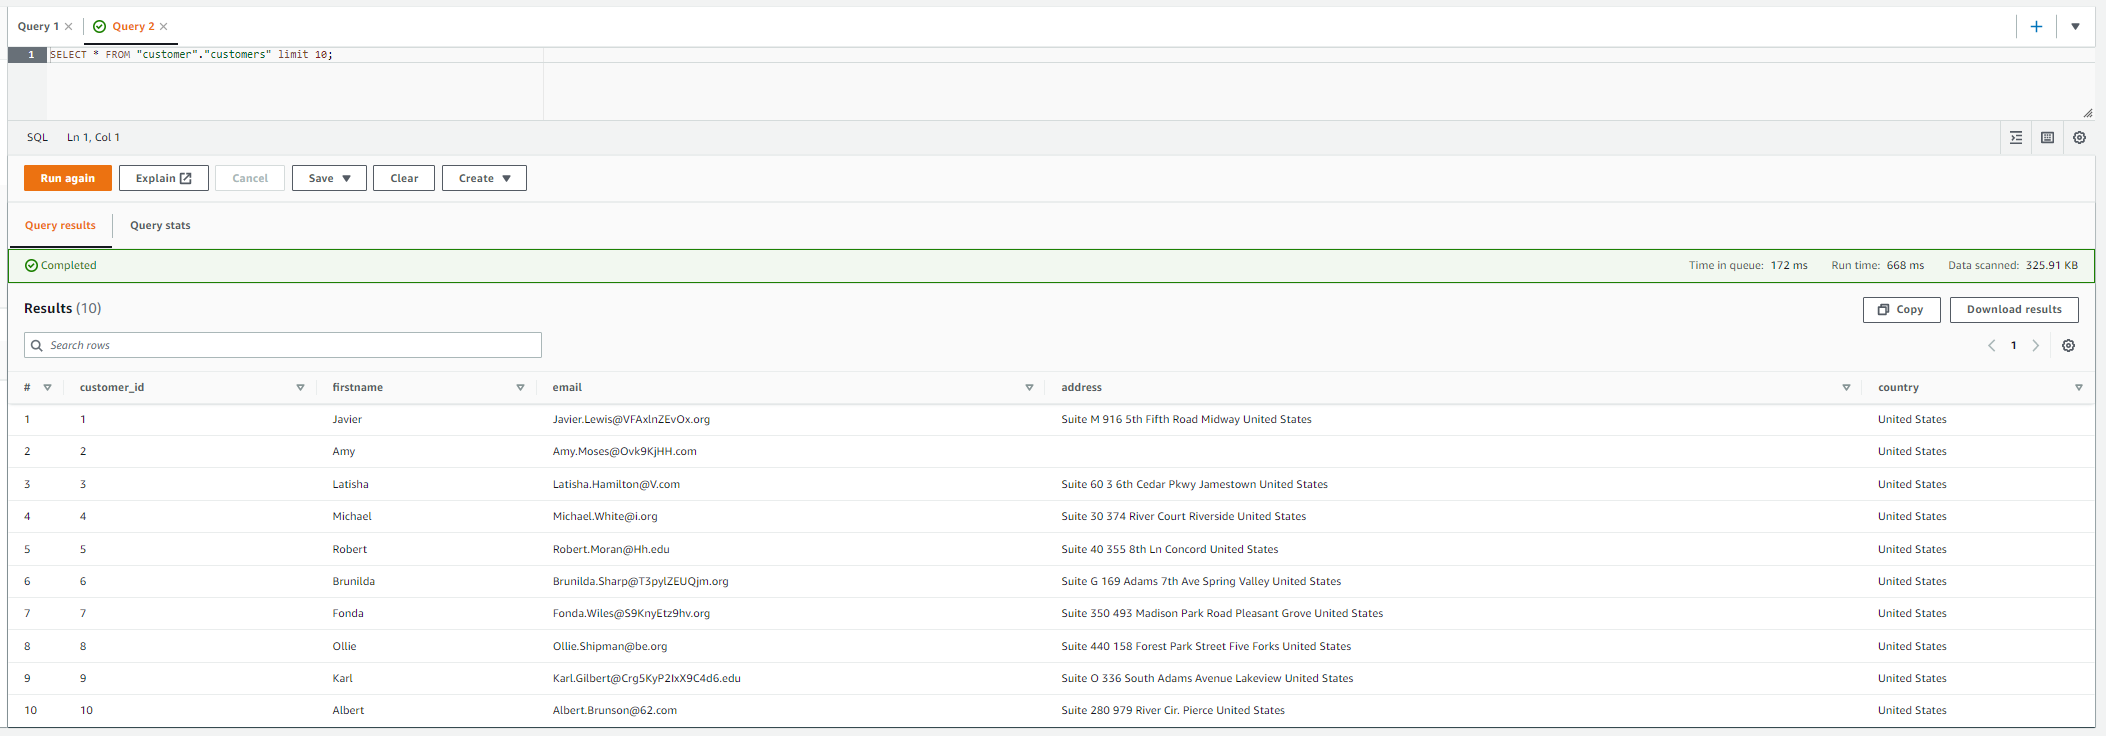 Query 1 × Query 2 ×
1 SELECT * FROM "customer"."customers" limit 10;
SQL Ln 1, Col 1
Run again Explain Cancel Save Clear Create
Query results Query stats
Completed Time in queue: 172 ms Run time: 668 ms Data scanned: 325.91 KB
Results (10) Copy Download results
Search rows 1
# customer_id firstname email address country
1 1 Javier Javier.Lewis@VFAxlnZEvOx.org Suite M 916 5th Fifth Road Midway United States United States
2 2 Amy Amy.Moses@Ovk9KjHH.com United States
3 3 Latisha Latisha.Hamilton@V.com Suite 60 3 6th Cedar Pkwy Jamestown United States United States
4 4 Michael Michael.White@i.org Suite 30 374 River Court Riverside United States United States
5 5 Robert Robert.Moran@Hh.edu Suite 40 355 8th Ln Concord United States United States
6 6 Brunilda Brunilda.Sharp@T3pylZEUQjm.org Suite G 169 Adams 7th Ave Spring Valley United States United States
7 7 Fonda Fonda.Wiles@S9KnyEtz9hv.org Suite 350 493 Madison Park Road Pleasant Grove United States United States
8 8 Ollie Ollie.Shipman@be.org Suite 440 158 Forest Park Street Five Forks United States United States
9 9 Karl Karl.Gilbert@Crg5KyP2IxX9C4d6.edu Suite O 336 South Adams Avenue Lakeview United States United States
10 10 Albert Albert.Brunson@62.com Suite 280 979 River Cir. Pierce United States United States